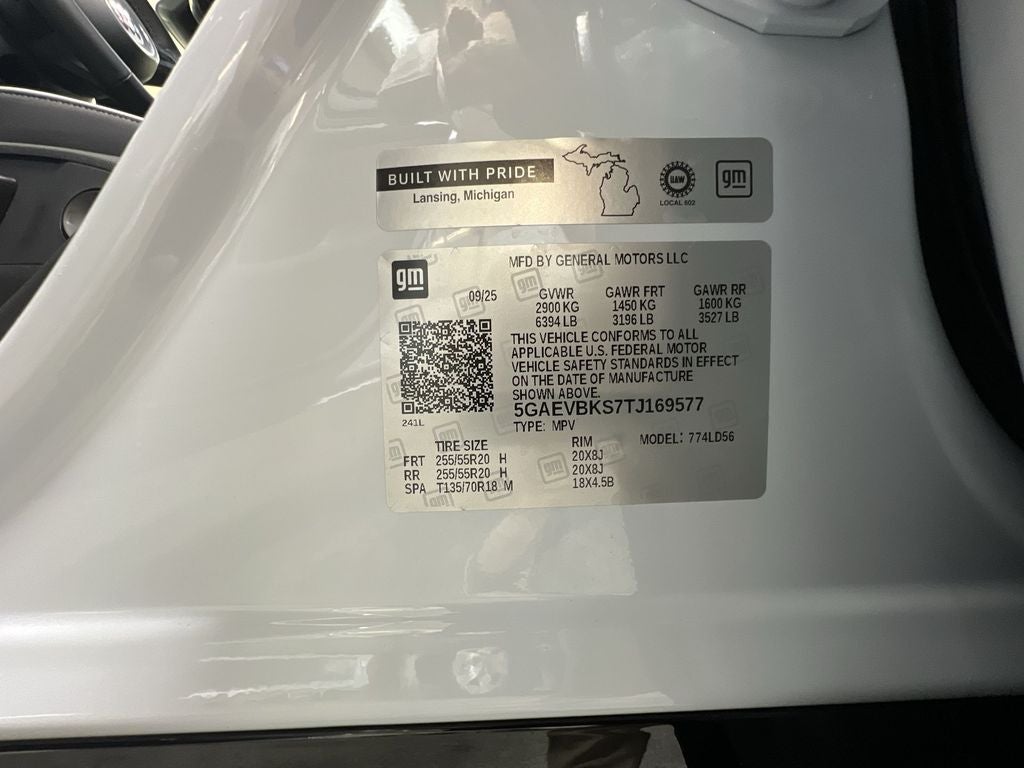 BUILT WITH PRIDE
Lansing, Michigan
UAW
LOCAL 602
gm
gm
MFD BY GENERAL MOTORS LLC
09/25 GVWR GAWR FRT GAWR RR
2900 KG 1450 KG 1600 KG
6394 LB 3196 LB 3527 LB
THIS VEHICLE CONFORMS TO ALL
APPLICABLE U.S. FEDERAL MOTOR
VEHICLE SAFETY STANDARDS IN EFFECT
ON THE DATE OF MANUFACTURE
SHOWN ABOVE.
5GAEVBKS7TJ169577
241L
TYPE: MPV
MODEL: 774LD56
TIRE SIZE RIM
FRT 255/55R20 H 20X8J
RR 255/55R20 H 20X8J
SPA T135/70R18 M 18X4.5B